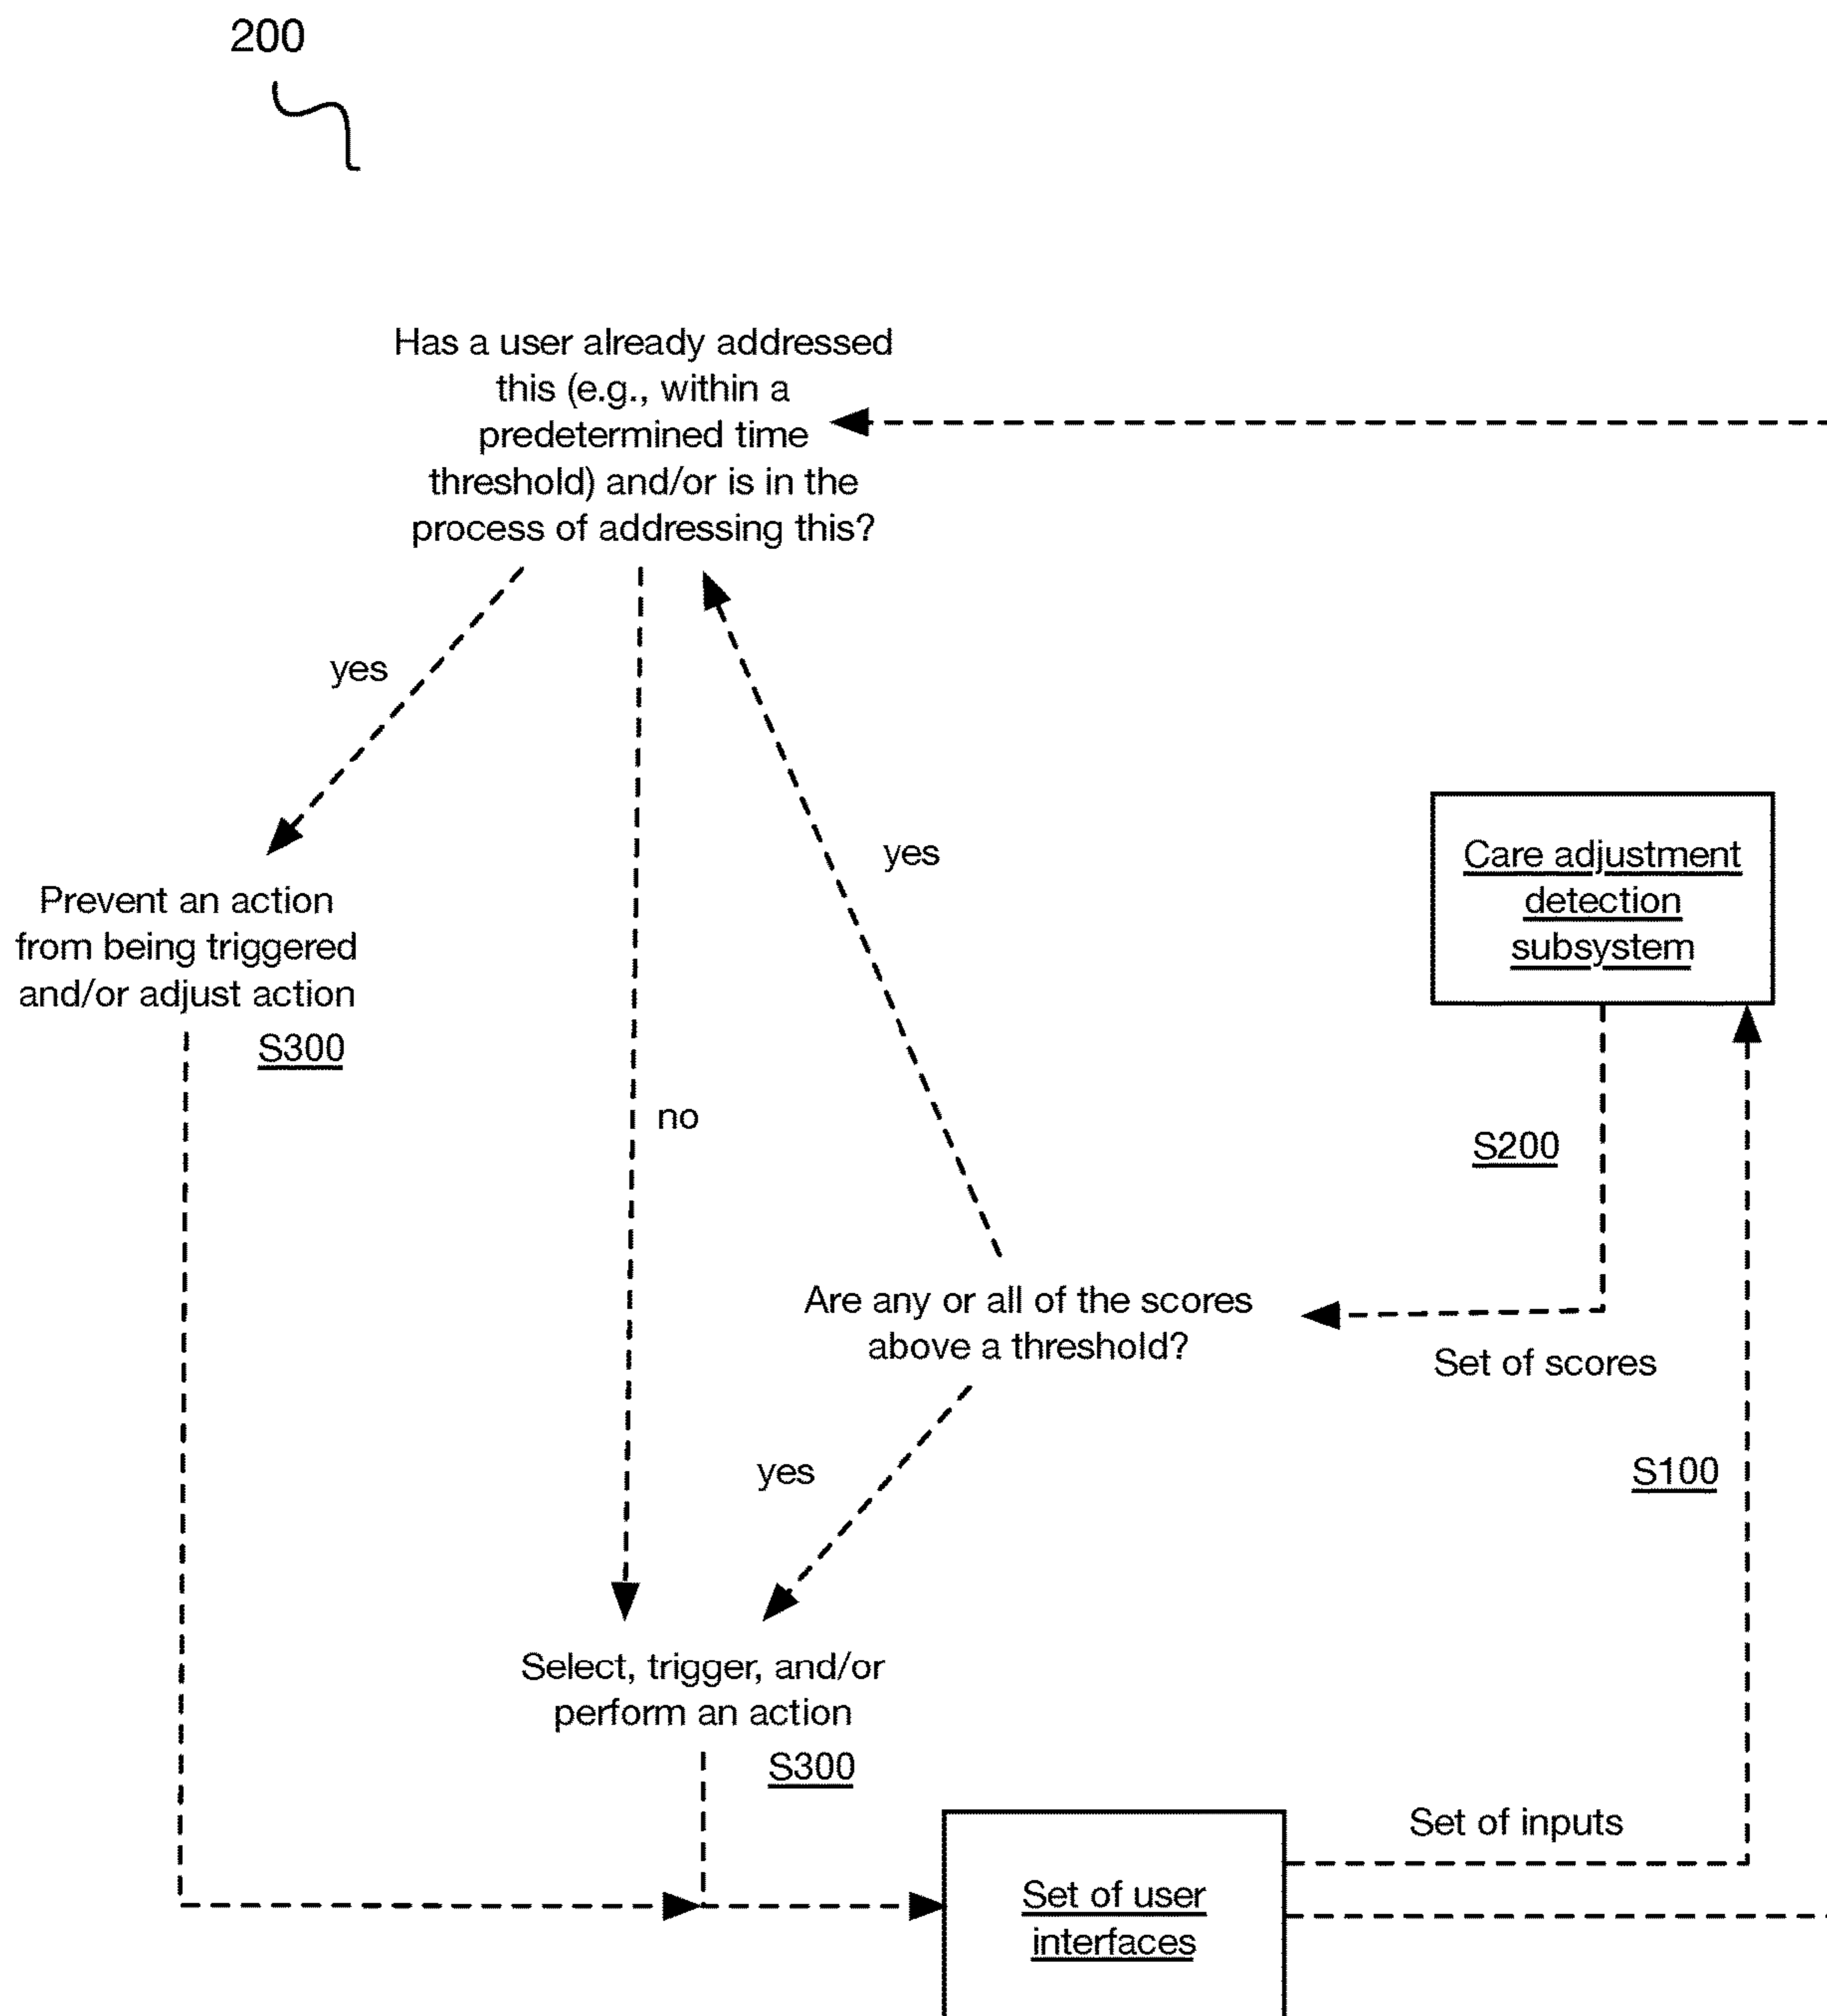 200
Has a user already addressed
this (e.g., within a
predetermined time
threshold) and/or is in the
process of addressing this?
yes
yes
Care adjustment
detection
subsystem
Prevent an action
from being triggered
and/or adjust action
S300
no
S200
Are any or all of the scores
above a threshold?
Set of scores
yes
S100
Select, trigger, and/or
perform an action
S300
Set of inputs
Set of user
interfaces